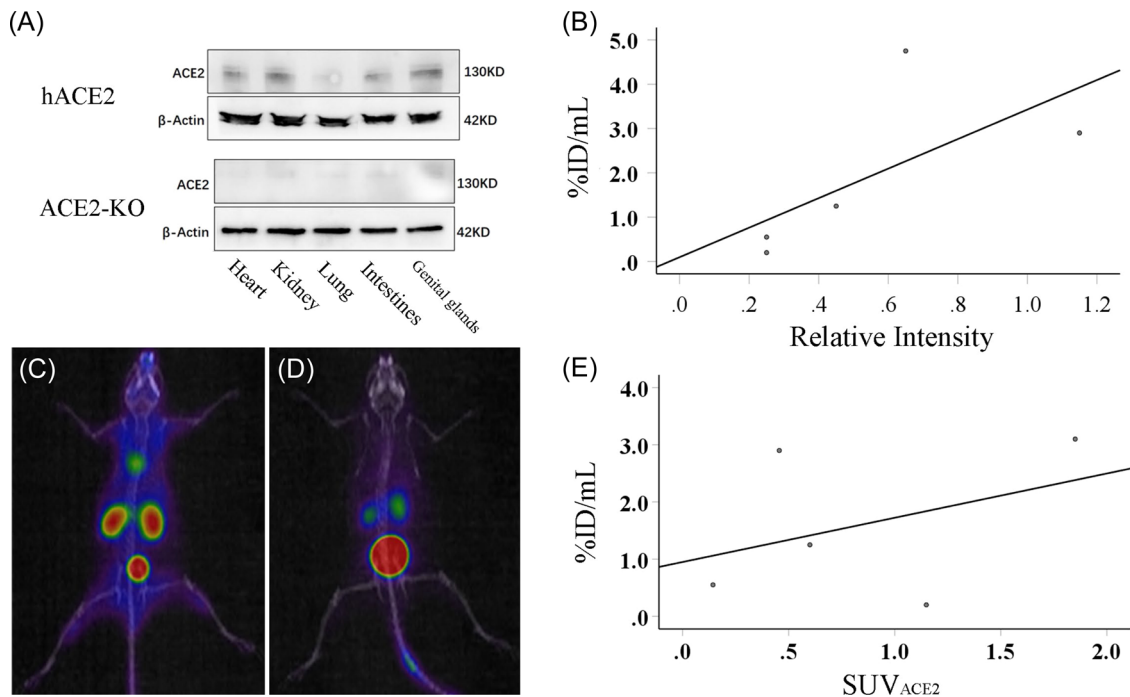 (A)
hACE2
ACE2
130KD
β-Actin
42KD
ACE2-KO
ACE2
130KD
β-Actin
42KD
Heart
Kidney
Lung
Intestines
Genital glands
(B)
%ID/mL
5.0
4.0
3.0
2.0
1.0
.0
.0
.2
.4
.6
.8
1.0
1.2
Relative Intensity
(C)
(D)
(E)
%ID/mL
4.0
3.0
2.0
1.0
.0
.0
.5
1.0
1.5
2.0
SUVACE2